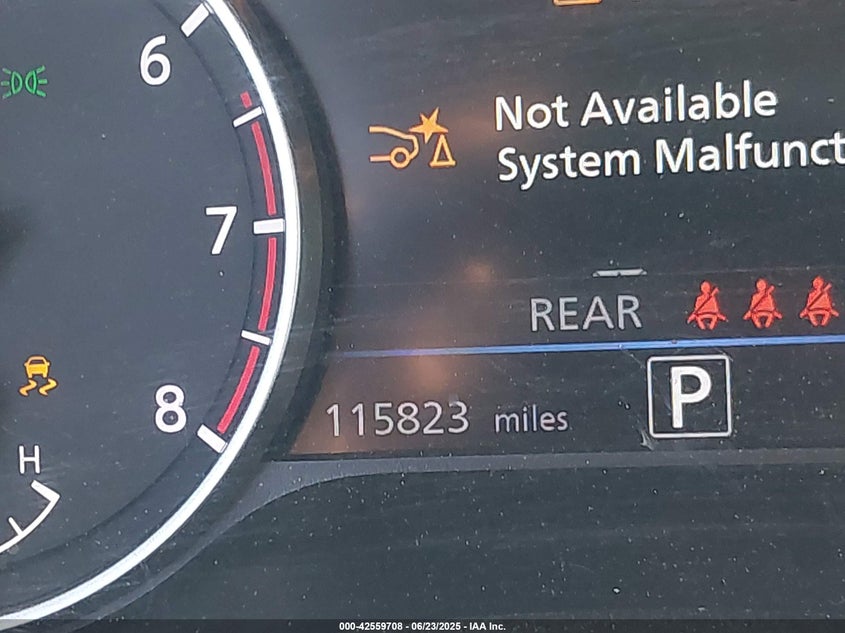 6
Not Available
System Malfunct
7
REAR
8
115823 miles
P
H
000-42559708 - 06/23/2025 - IAA Inc.